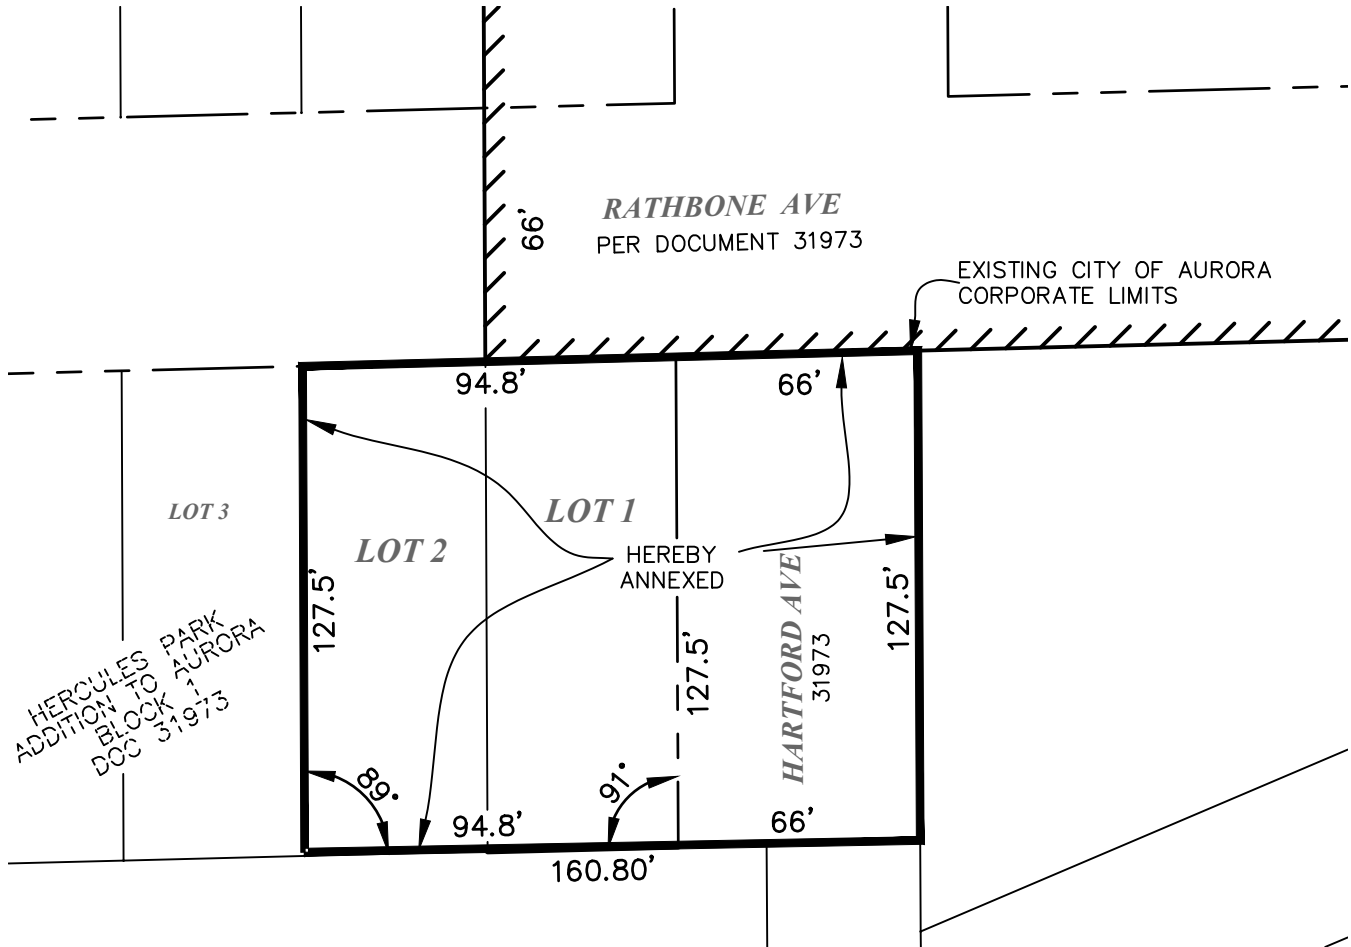 RATHBONE AVE
PER DOCUMENT 31973
66'
EXISTING CITY OF AURORA
CORPORATE LIMITS
94.8'
66'
LOT 3
LOT 2
LOT 1
HEREBY
ANNEXED
127.5'
127.5'
HARTFORD AVE
31973
127.5'
HERCULES PARK
ADDITION TO AURORA
BLOCK 1
DOC 31973
89°
91°
94.8'
66'
160.80'